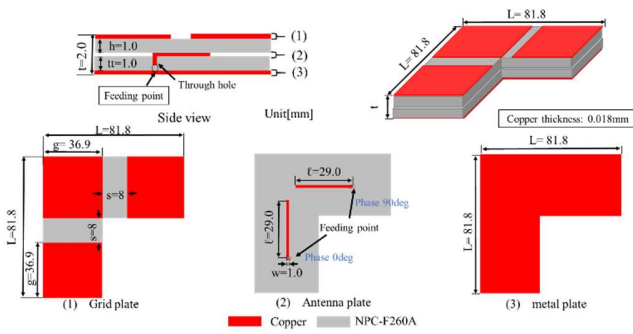 L= 81.8
L= 81.8
t
t=2.0
h=1.0
tt=1.0
(1)
(2)
(3)
Through hole
Feeding point
Side view
Unit[mm]
Copper thickness: 0.018mm
L=81.8
g= 36.9
s=8
s=8
L=81.8
g=36.9
(1) Grid plate
ℓ=29.0
Phase 90deg
ℓ=29.0
Feeding point
Phase 0deg
w=1.0
(2) Antenna plate
L= 81.8
L= 81.8
(3) metal plate
Copper
NPC-F260A